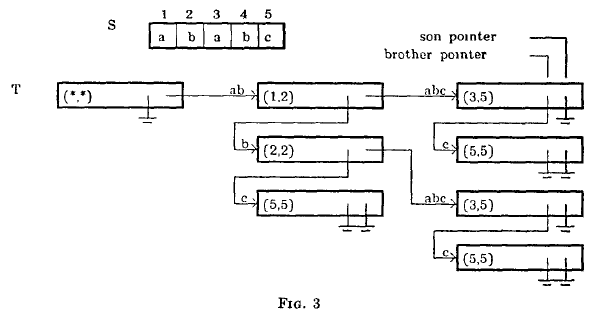 1 2 3 4 5
S a b a b c
son pointer
brother pointer
T (*,*) ab (1,2) abc (3,5)
b (2,2) c (5,5)
c (5,5) abc (3,5)
c (5,5)
FIG. 3